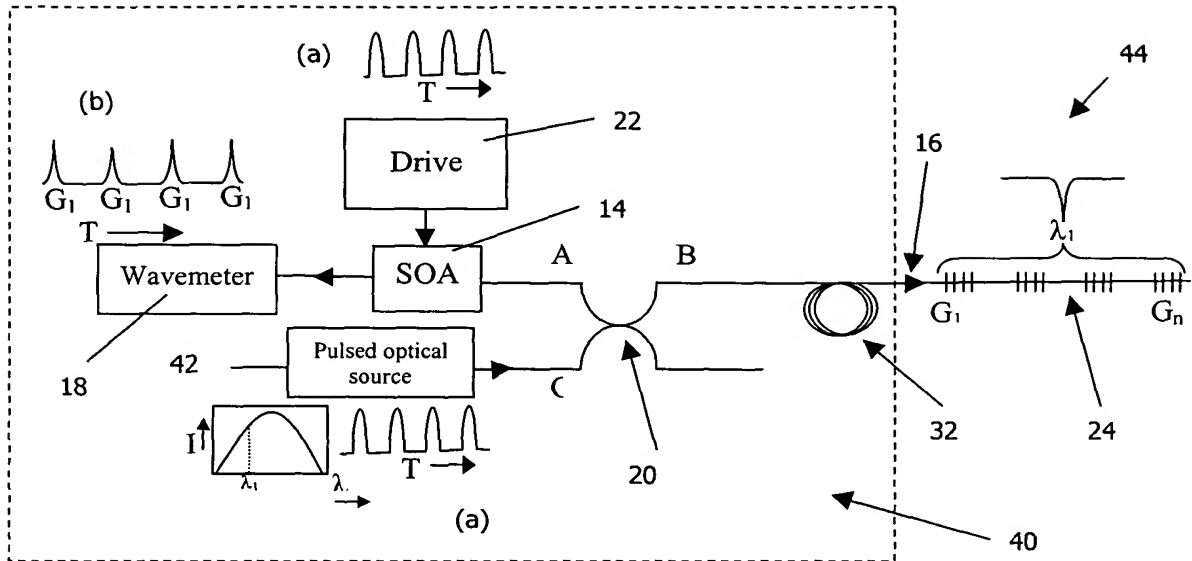 (a)
44
T
(b)
22
16
Drive
G₁ G₁ G₁ G₁
14
T
λ₁
A
B
Wavemeter
SOA
G₁
Gₙ
42
Pulsed optical
source
18
C
I
32
24
T
λ₁
λ
20
(a)
40